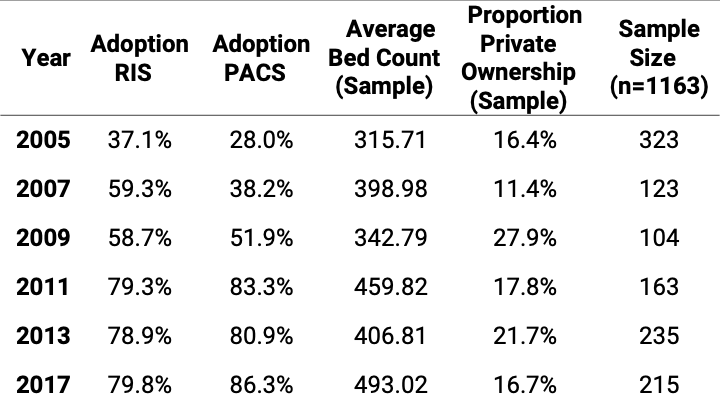 Year Adoption RIS Adoption PACS Average Bed Count (Sample) Proportion Private Ownership (Sample) Sample Size (n=1163)
2005 37.1% 28.0% 315.71 16.4% 323
2007 59.3% 38.2% 398.98 11.4% 123
2009 58.7% 51.9% 342.79 27.9% 104
2011 79.3% 83.3% 459.82 17.8% 163
2013 78.9% 80.9% 406.81 21.7% 235
2017 79.8% 86.3% 493.02 16.7% 215